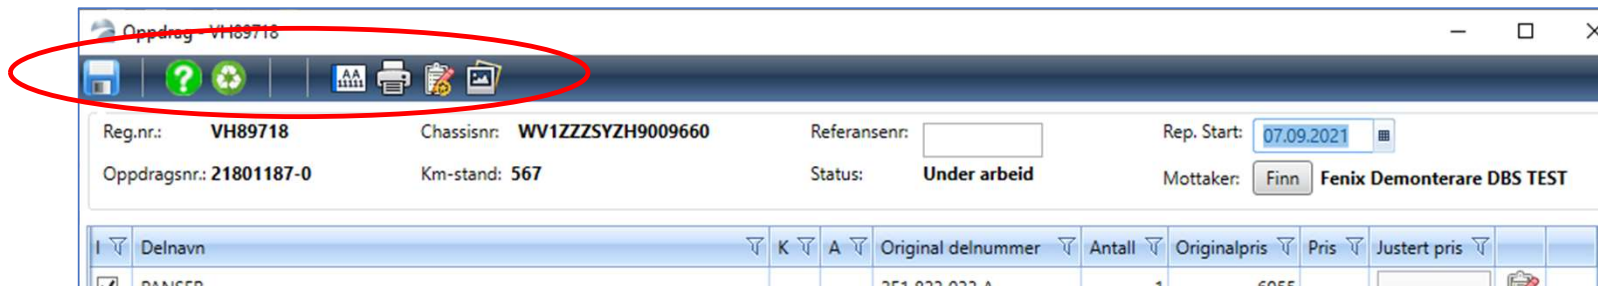 Oppdrag - VH89718
AA
11111
Reg.nr.: VH89718 Chassisnr: WV1ZZZSYZH9009660 Referansenr: Rep. Start: 07.09.2021
Oppdragsnr.: 21801187-0 Km-stand: 567 Status: Under arbeid Mottaker: Finn Fenix Demonterare DBS TEST
I Delnavn K A Original delnummer Antall Originalpris Pris Justert pris